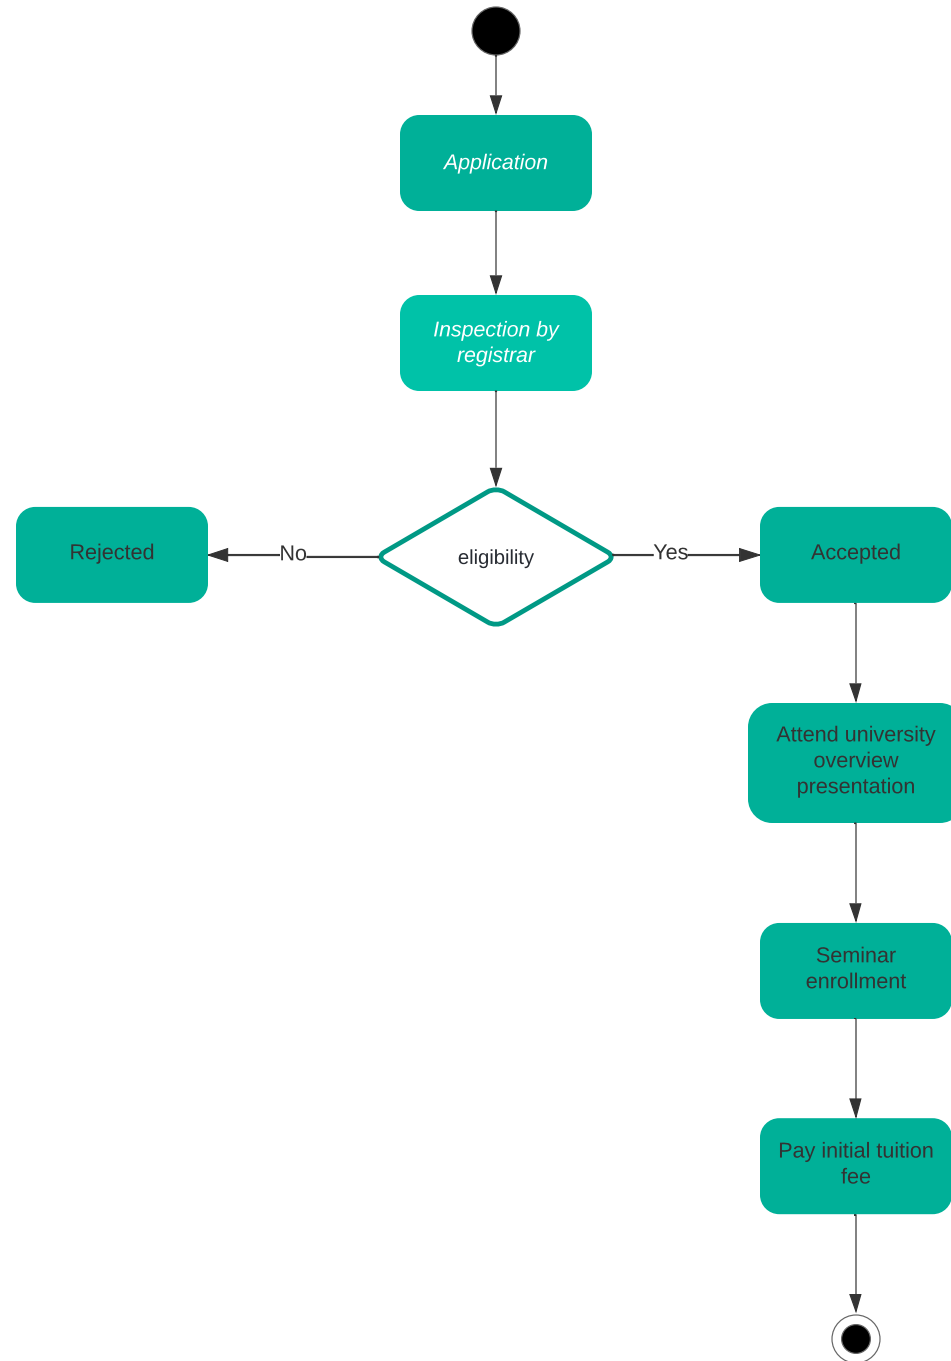 Application
Inspection by
registrar
Rejected
No
eligibility
Yes
Accepted
Attend university
overview
presentation
Seminar
enrollment
Pay initial tuition
fee